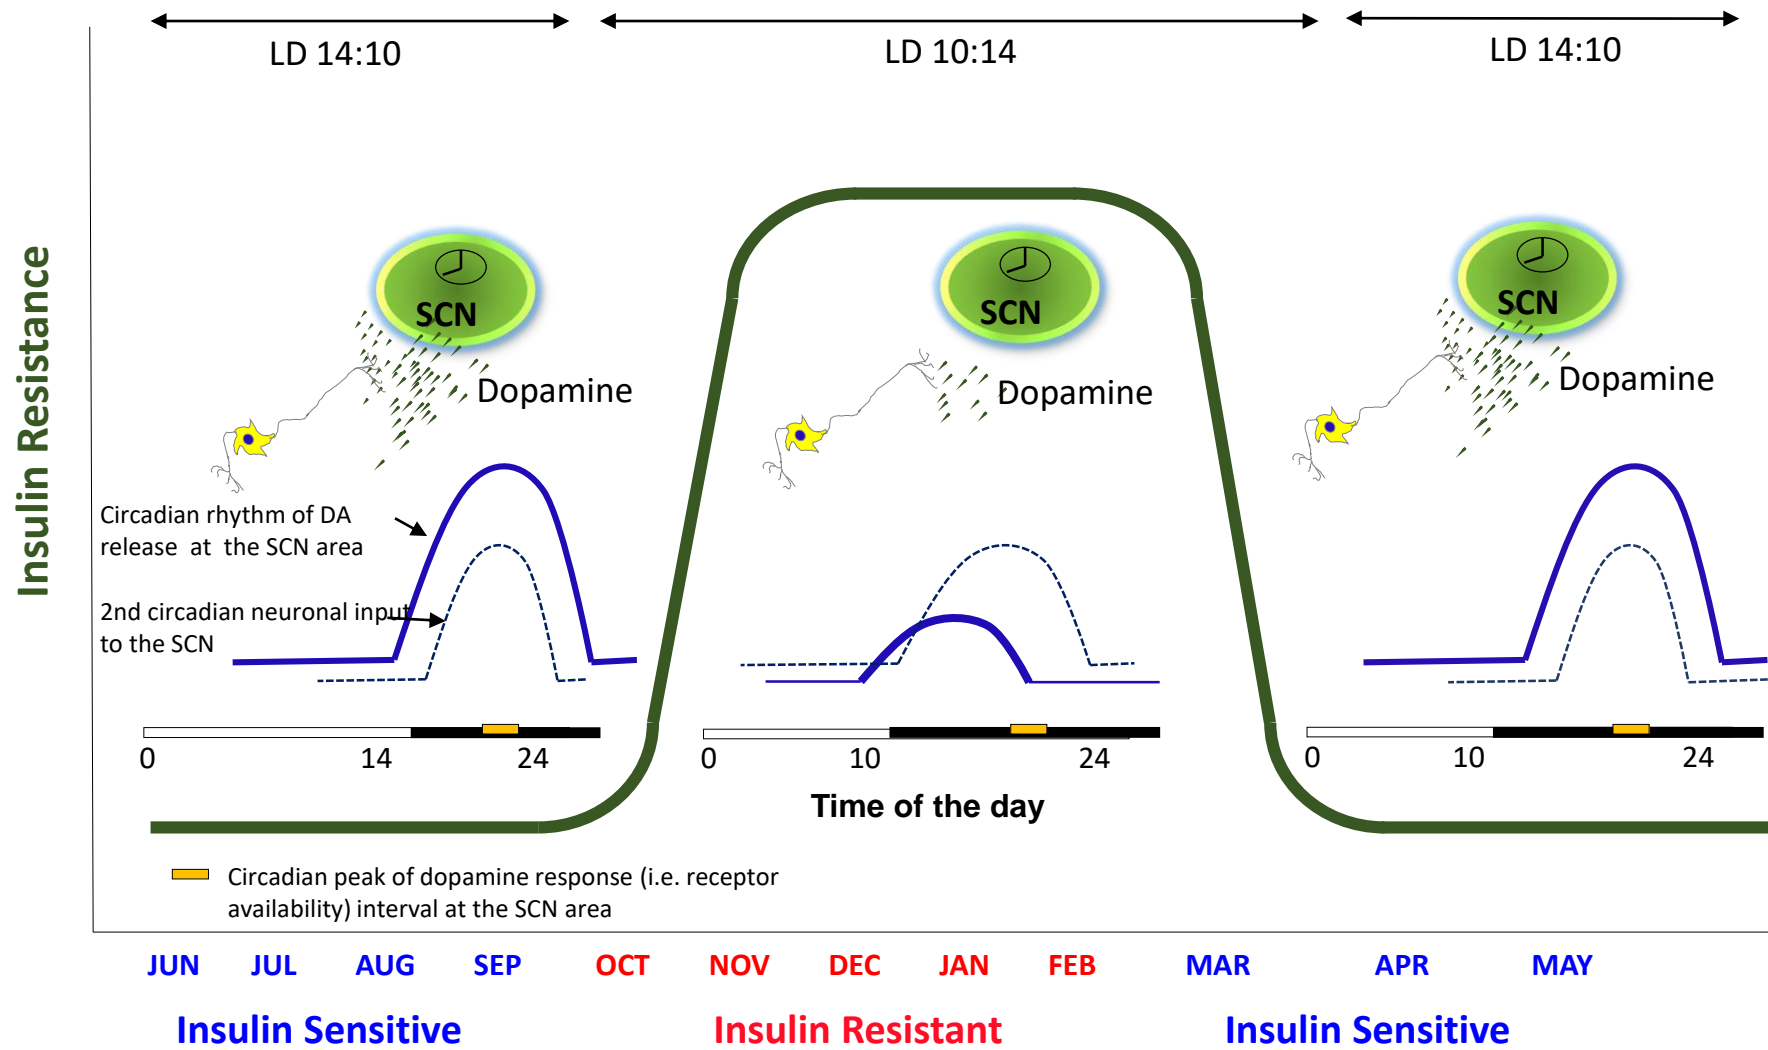 LD 14:10
LD 10:14
LD 14:10
Insulin Resistance
SCN
SCN
SCN
Dopamine
Dopamine
Dopamine
Circadian rhythm of DA
release at the SCN area
2nd circadian neuronal input
to the SCN
0 14 24
0 10 24
0 10 24
Time of the day
Circadian peak of dopamine response (i.e. receptor
availability) interval at the SCN area
JUN JUL AUG SEP OCT NOV DEC JAN FEB MAR APR MAY
Insulin Sensitive
Insulin Resistant
Insulin Sensitive